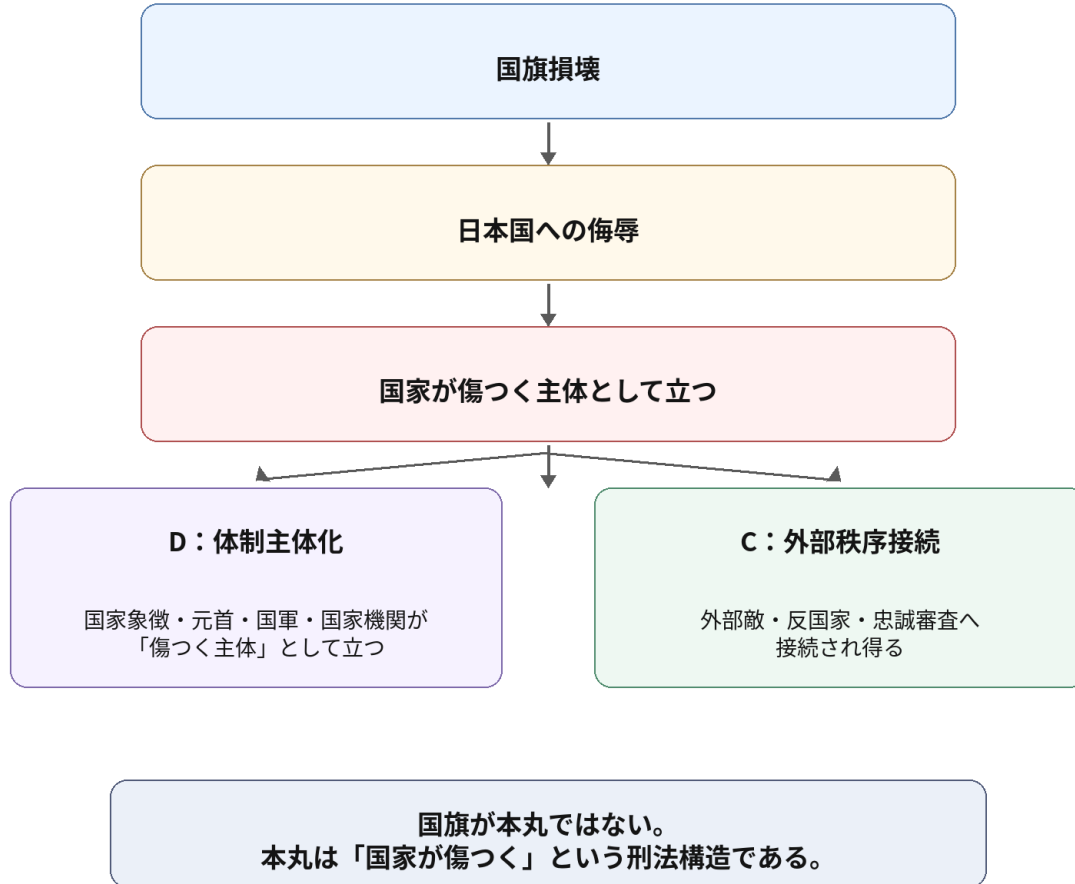 国旗損壊
日本国への侮辱
国家が傷つく主体として立つ
D：体制主体化
国家象徴・元首・国軍・国家機関が
「傷つく主体」として立つ
C：外部秩序接続
外部敵・反国家・忠誠審査へ
接続され得る
国旗が本丸ではない。
本丸は「国家が傷つく」という刑法構造である。